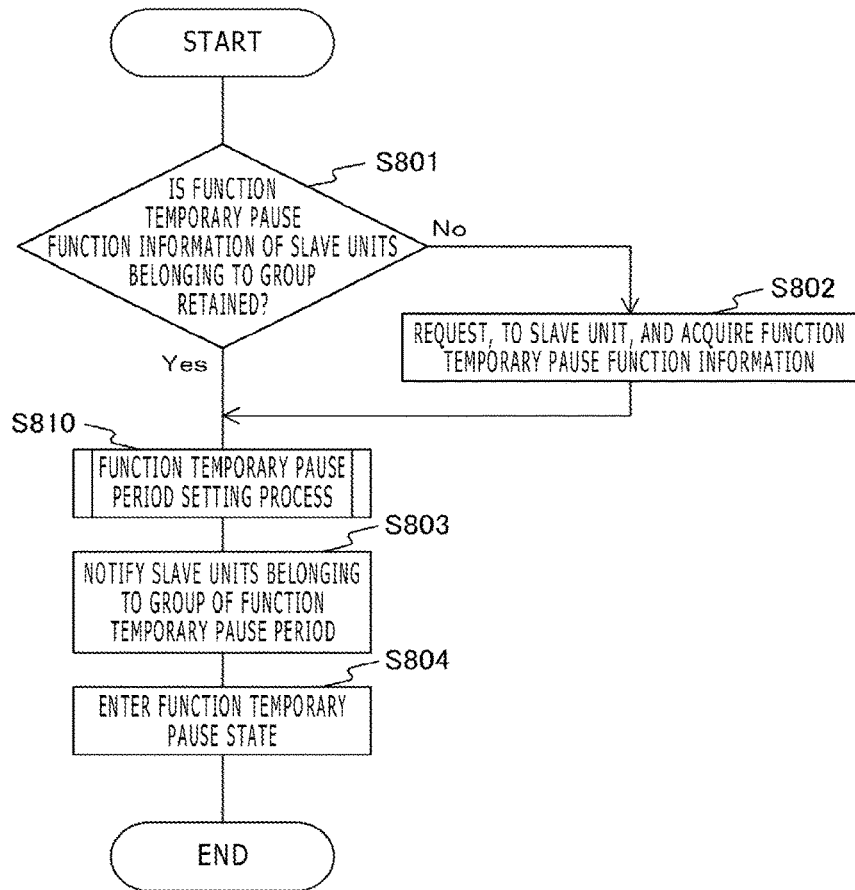 START
S801
IS FUNCTION
TEMPORARY PAUSE
FUNCTION INFORMATION OF SLAVE UNITS
BELONGING TO GROUP
RETAINED?
No
Yes
S802
REQUEST, TO SLAVE UNIT, AND ACQUIRE FUNCTION
TEMPORARY PAUSE FUNCTION INFORMATION
S810
FUNCTION TEMPORARY PAUSE
PERIOD SETTING PROCESS
S803
NOTIFY SLAVE UNITS BELONGING
TO GROUP OF FUNCTION
TEMPORARY PAUSE PERIOD
S804
ENTER FUNCTION TEMPORARY
PAUSE STATE
END